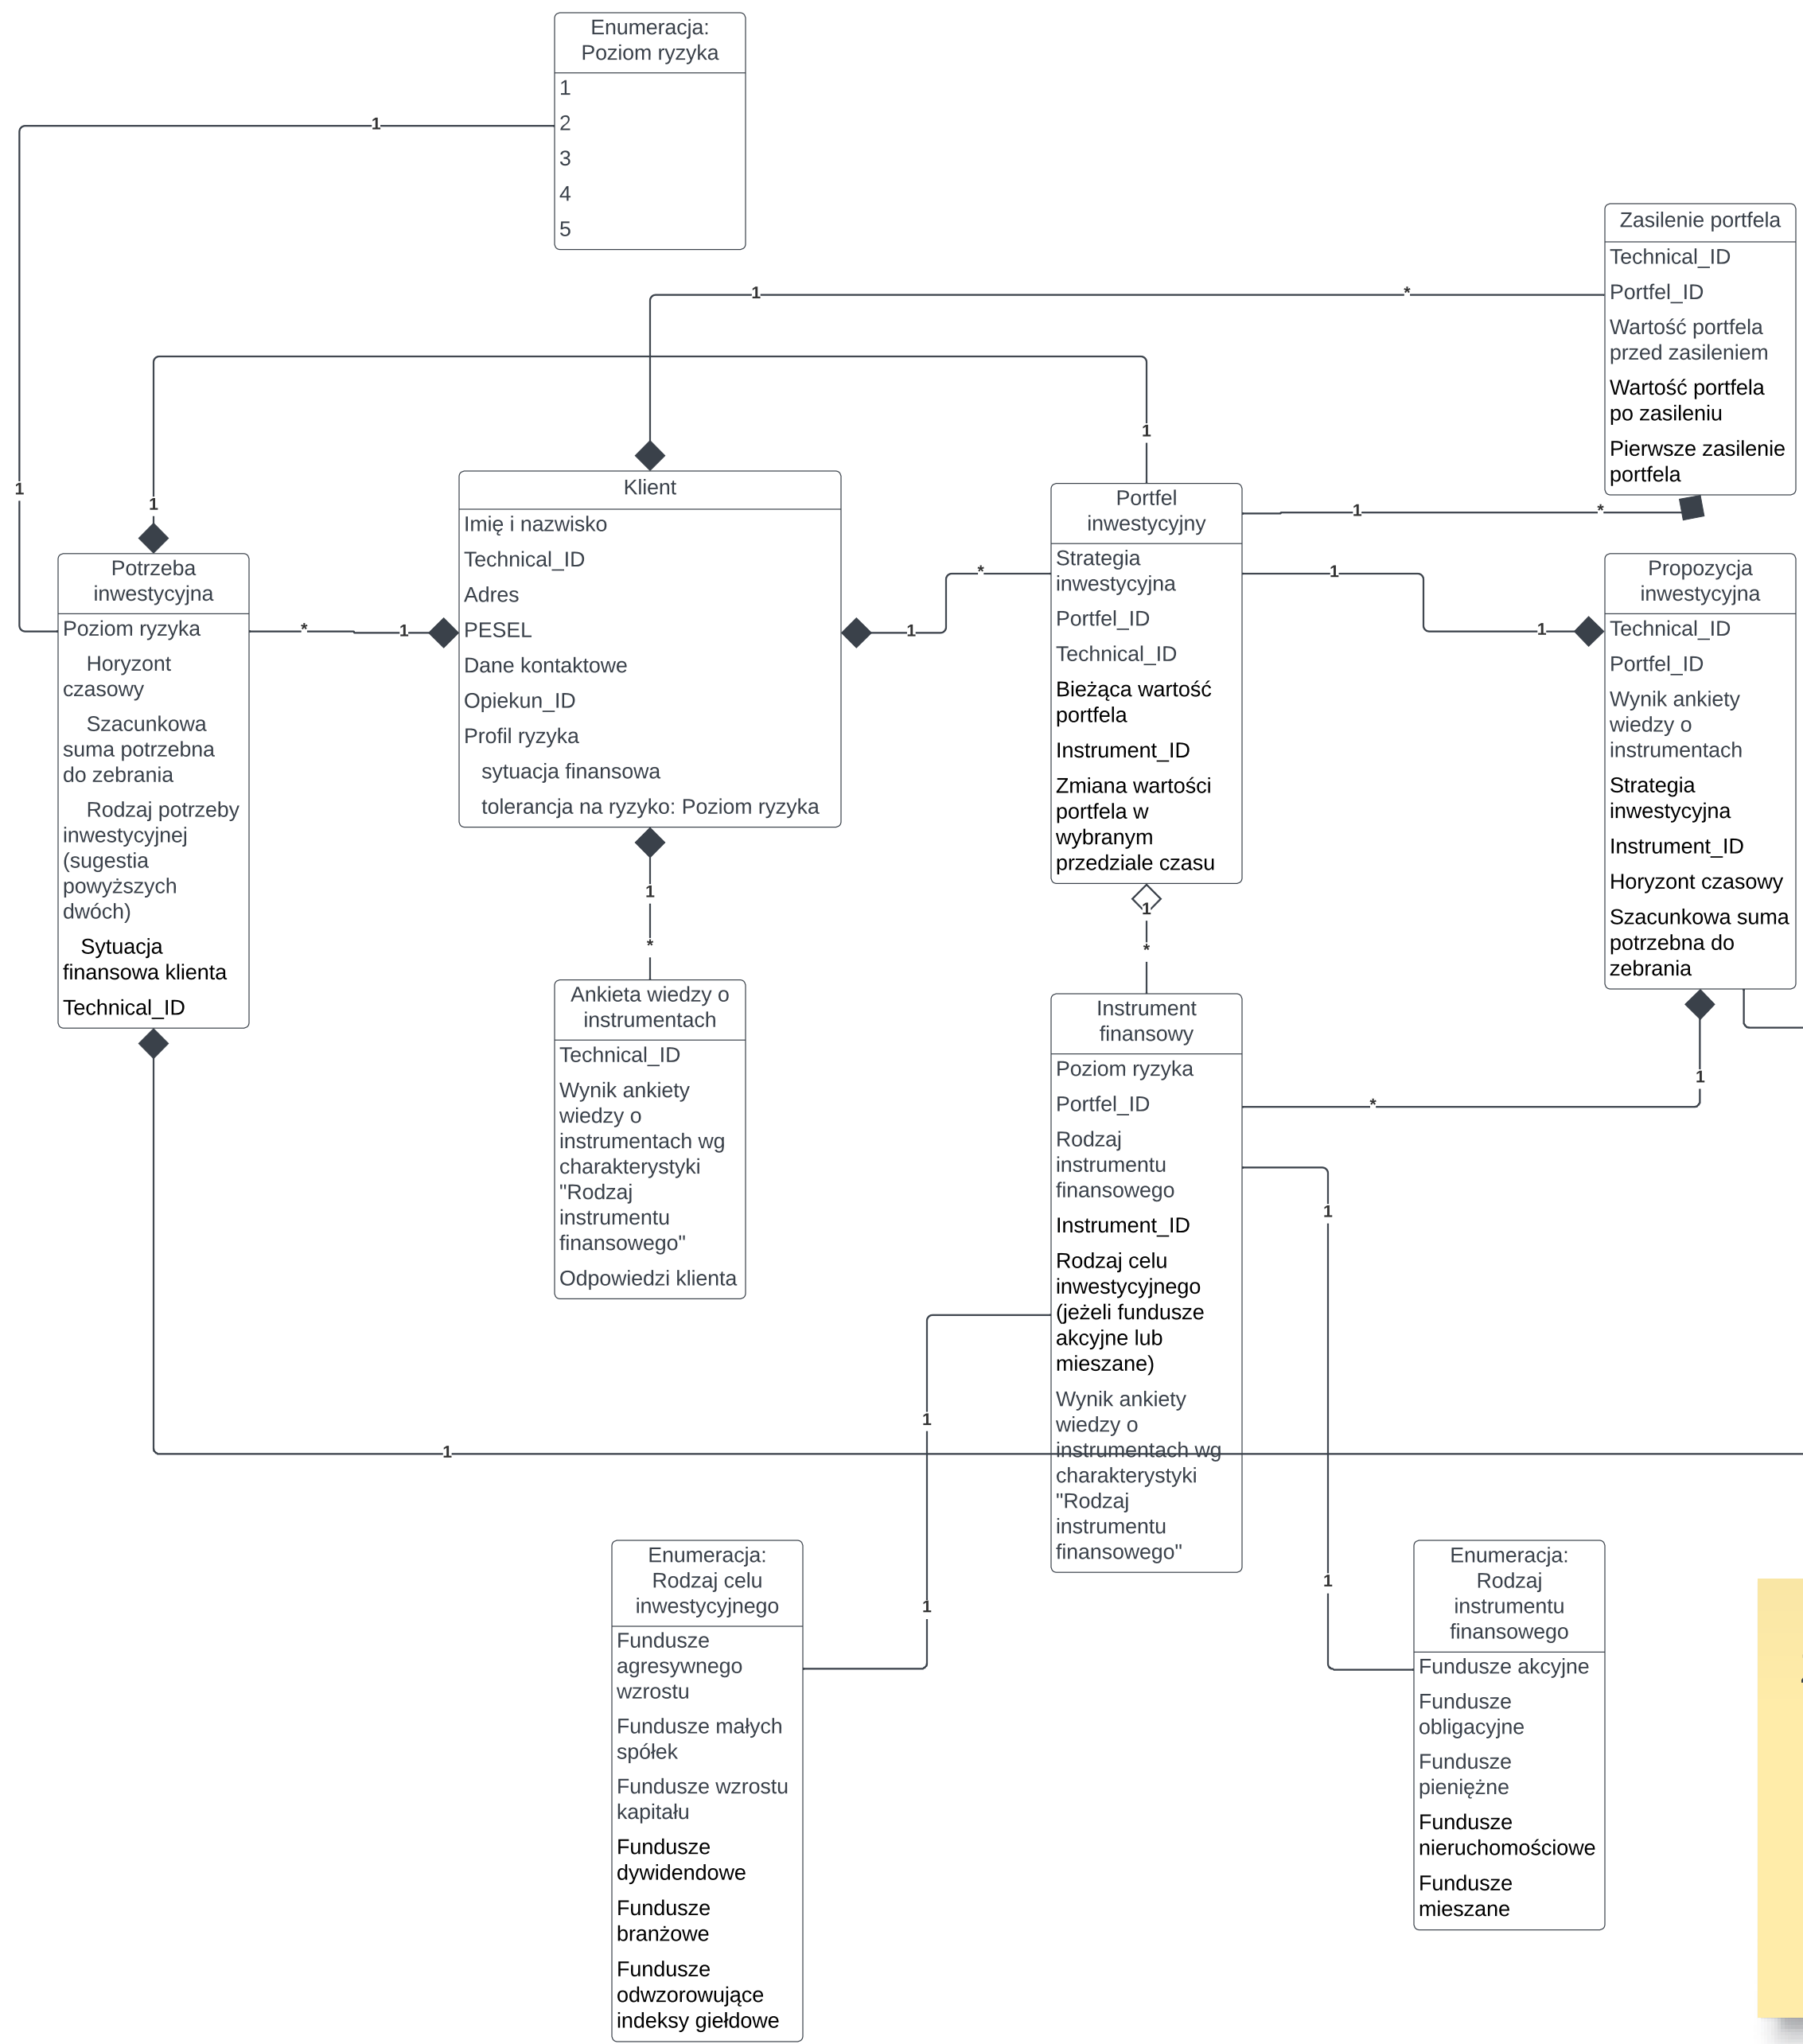 Enumeracja:
Poziom ryzyka
1
2
3
4
5
1
1
Zasilenie portfela
Technical_ID
Portfel_ID
Wartość portfela
przed zasileniem
Wartość portfela
po zasileniu
Pierwsze zasilenie
portfela
1
*
1
1
Potrzeba
inwestycyjna
Poziom ryzyka
Horyzont
czasowy
Szacunkowa
suma potrzebna
do zebrania
Rodzaj potrzeby
inwestycyjnej
(sugestia
powyższych
dwóch)
Sytuacja
finansowa klienta
Technical_ID
*
1
Klient
Imię i nazwisko
Technical_ID
Adres
PESEL
Dane kontaktowe
Opiekun_ID
Profil ryzyka
sytuacja finansowa
tolerancja na ryzyko: Poziom ryzyka
1
*
Portfel
inwestycyjny
Strategia
inwestycyjna
Portfel_ID
Technical_ID
Bieżąca wartość
portfela
Instrument_ID
Zmiana wartości
portfela w
wybranym
przedziale czasu
1
*
1
1
Propozycja
inwestycyjna
Technical_ID
Portfel_ID
Wynik ankiety
wiedzy o
instrumentach
Strategia
inwestycyjna
Instrument_ID
Horyzont czasowy
Szacunkowa suma
potrzebna do
zebrania
1
*
Ankieta wiedzy o
instrumentach
Technical_ID
Wynik ankiety
wiedzy o
instrumentach wg
charakterystyki
"Rodzaj
instrumentu
finansowego"
Odpowiedzi klienta
1
*
Instrument
finansowy
Poziom ryzyka
Portfel_ID
Rodzaj
instrumentu
finansowego
Instrument_ID
Rodzaj celu
inwestycyjnego
(jeżeli fundusze
akcyjne lub
mieszane)
Wynik ankiety
wiedzy o
instrumentach wg
charakterystyki
"Rodzaj
instrumentu
finansowego"
1
*
1
1
1
1
1
Enumeracja:
Rodzaj celu
inwestycyjnego
Fundusze
agresywnego
wzrostu
Fundusze małych
spółek
Fundusze wzrostu
kapitału
Fundusze
dywidendowe
Fundusze
branżowe
Fundusze
odwzorowujące
indeksy giełdowe
Enumeracja:
Rodzaj
instrumentu
finansowego
Fundusze akcyjne
Fundusze
obligacyjne
Fundusze
pieniężne
Fundusze
nieruchomościowe
Fundusze
mieszane